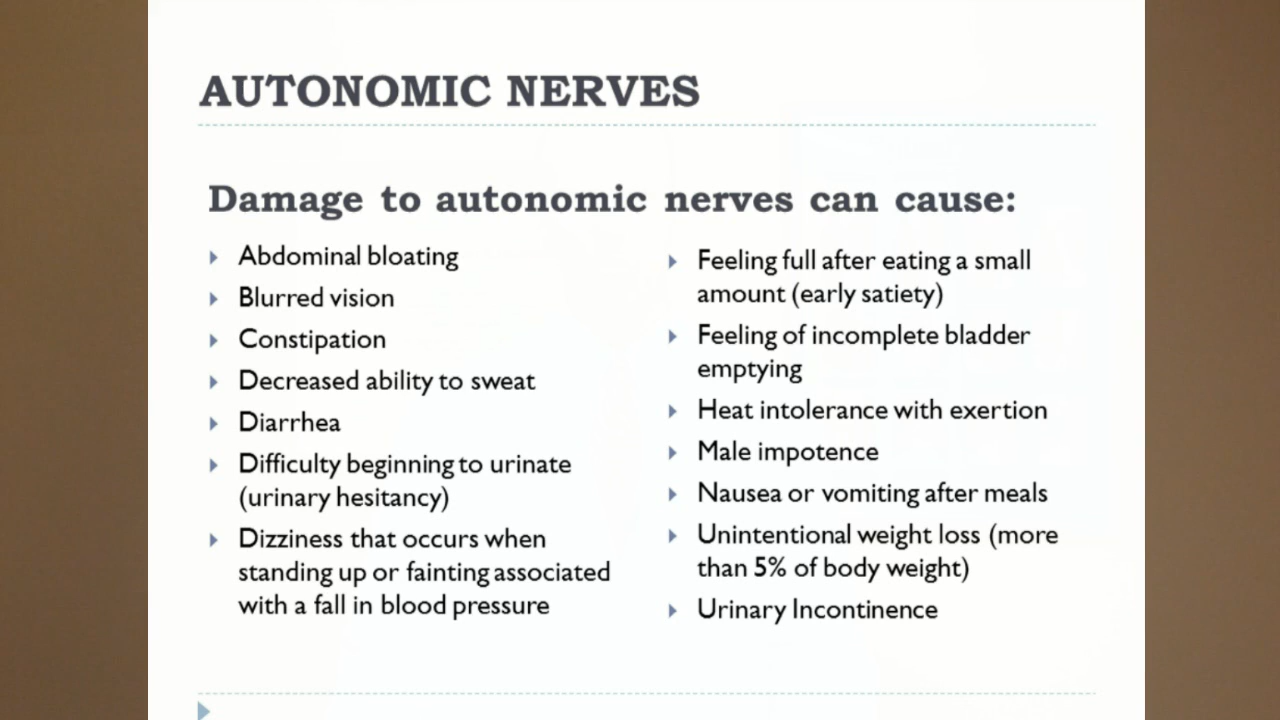 AUTONOMIC NERVES
Damage to autonomic nerves can cause:
Abdominal bloating
Blurred vision
Constipation
Decreased ability to sweat
Diarrhea
Difficulty beginning to urinate
(urinary hesitancy)
Dizziness that occurs when
standing up or fainting associated
with a fall in blood pressure
Feeling full after eating a small
amount (early satiety)
Feeling of incomplete bladder
emptying
Heat intolerance with exertion
Male impotence
Nausea or vomiting after meals
Unintentional weight loss (more
than 5% of body weight)
Urinary Incontinence